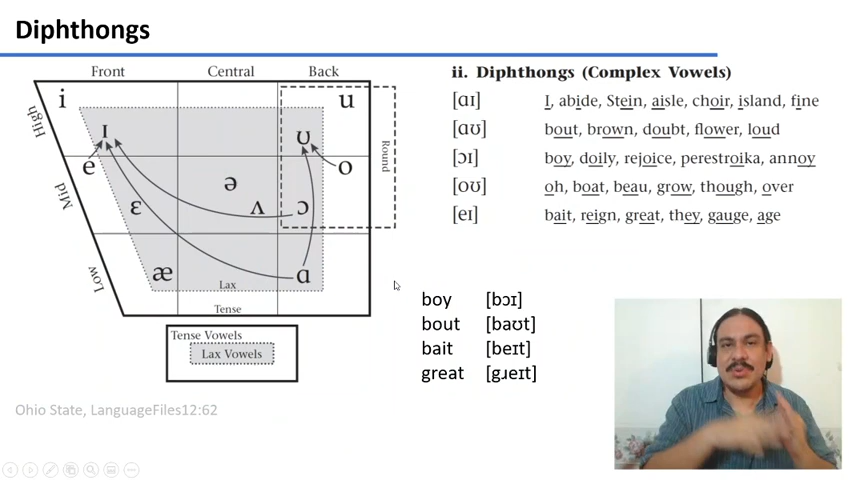 Diphthongs
Front Central Back
High
Mid
Low
i
u
ɪ
ʊ
e
o
ə
ɛ
ʌ
ɔ
æ
ɑ
Round
Lax
Tense
Tense Vowels
Lax Vowels
Ohio State, LanguageFiles12:62
ii. Diphthongs (Complex Vowels)
[ɑɪ] I, abide, Stein, aisle, choir, island, fine
[ɑʊ] bout, brown, doubt, flower, loud
[ɔɪ] boy, doily, rejoice, perestroika, annoy
[oʊ] oh, boat, beau, grow, though, over
[eɪ] bait, reign, great, they, gauge, age
boy [bɔɪ]
bout [baʊt]
bait [beɪt]
great [gɹeɪt]